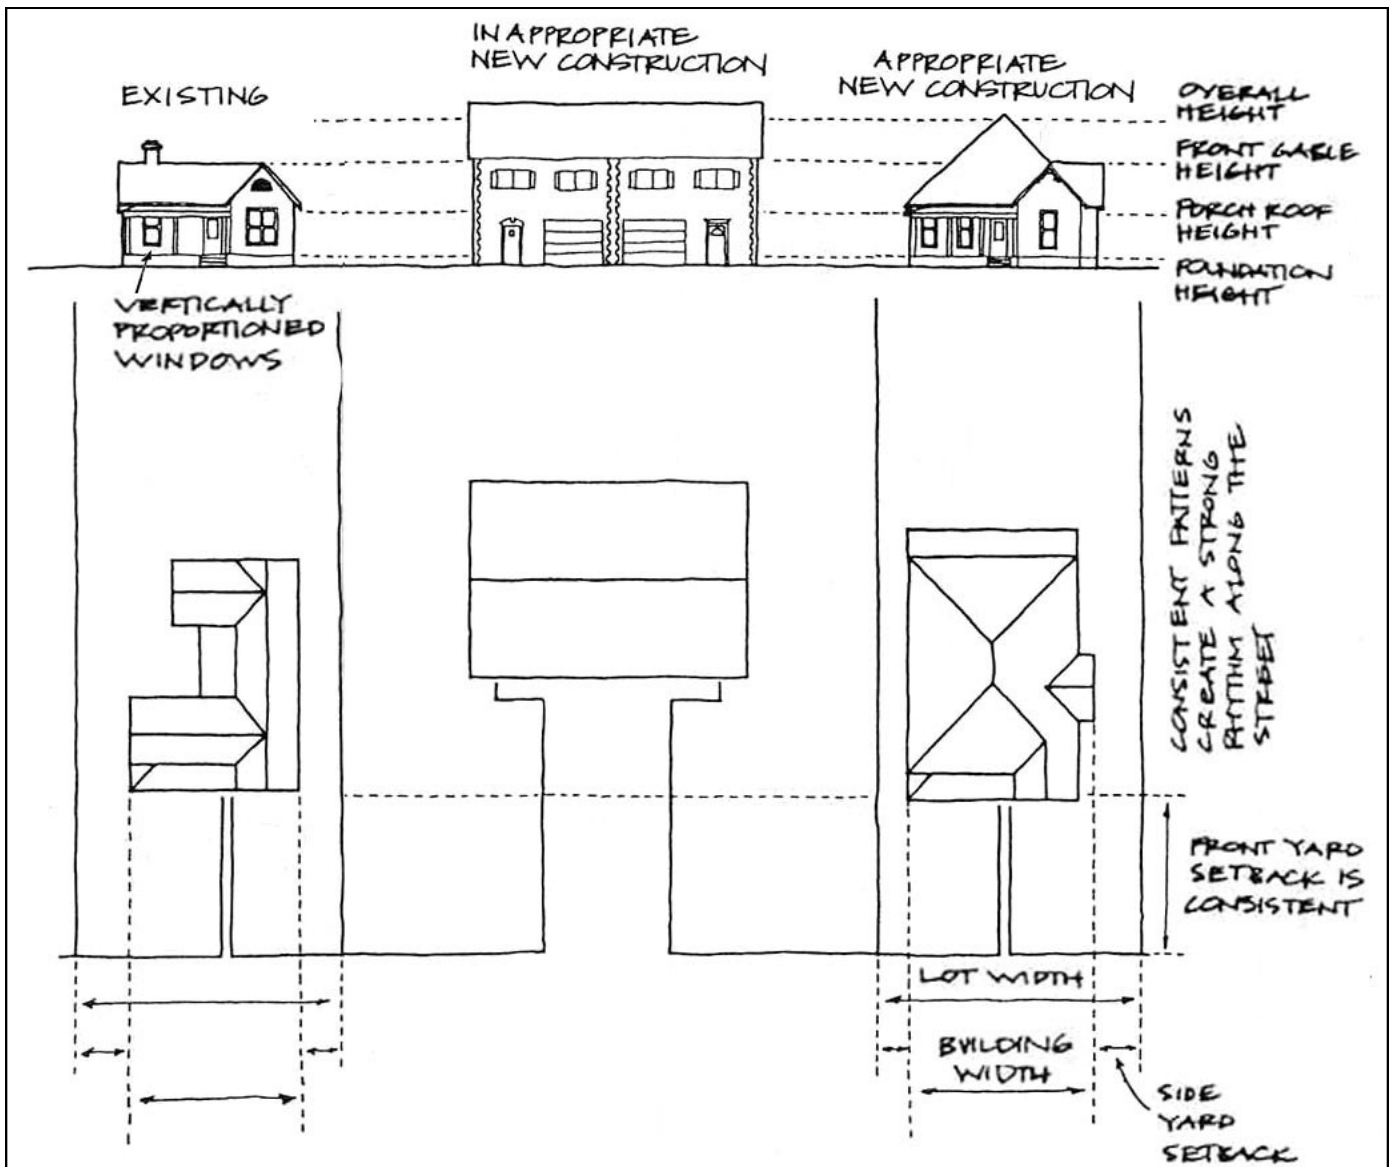 EXISTING
INAPPROPRIATE
NEW CONSTRUCTION
APPROPRIATE
NEW CONSTRUCTION
OVERALL
HEIGHT
FRONT GABLE
HEIGHT
PORCH ROOF
HEIGHT
FOUNDATION
HEIGHT
VERTICALLY
PROPORTIONED
WINDOWS
CONSISTENT PATTERNS
CREATE A STRONG
RHYTHM ALONG THE
STREET
FRONT YARD
SETBACK IS
CONSISTENT
LOT WIDTH
BUILDING
WIDTH
SIDE
YARD
SETBACK